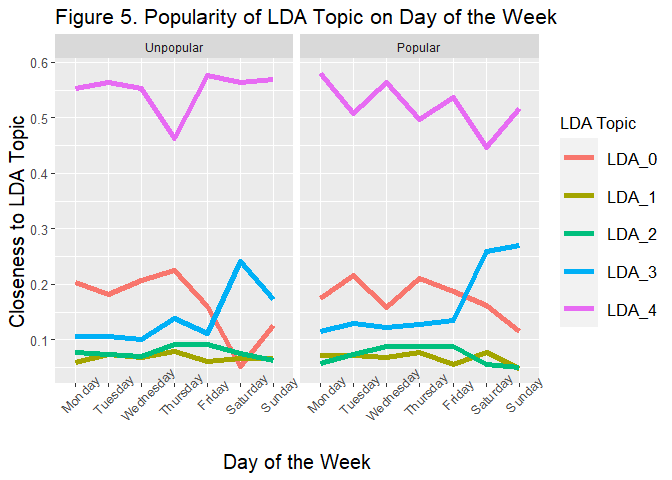 Figure 5. Popularity of LDA Topic on Day of the Week
Unpopular
Popular
Closeness to LDA Topic
0.6
0.5
0.4
0.3
0.2
0.1
Monday
Tuesday
Wednesday
Thursday
Friday
Saturday
Sunday
Monday
Tuesday
Wednesday
Thursday
Friday
Saturday
Sunday
Day of the Week
LDA Topic
LDA_0
LDA_1
LDA_2
LDA_3
LDA_4